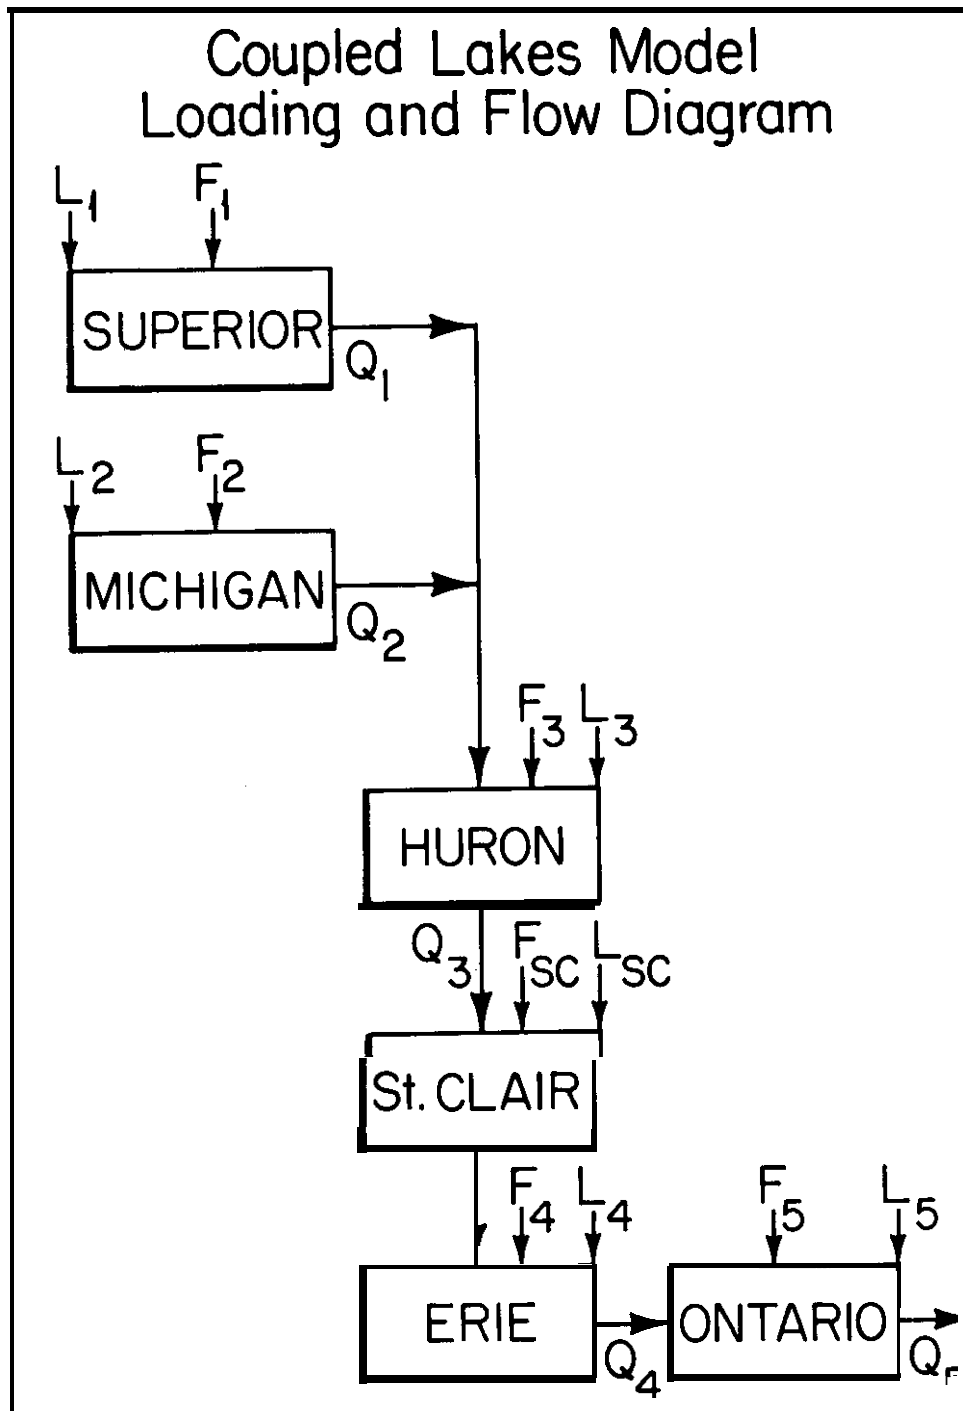 Coupled Lakes Model
Loading and Flow Diagram
L1 F1
SUPERIOR
Q1
L2 F2
MICHIGAN
Q2
F3 L3
HURON
Q3 FSC LSC
St. CLAIR
F4 L4 F5 L5
ERIE ONTARIO
Q4